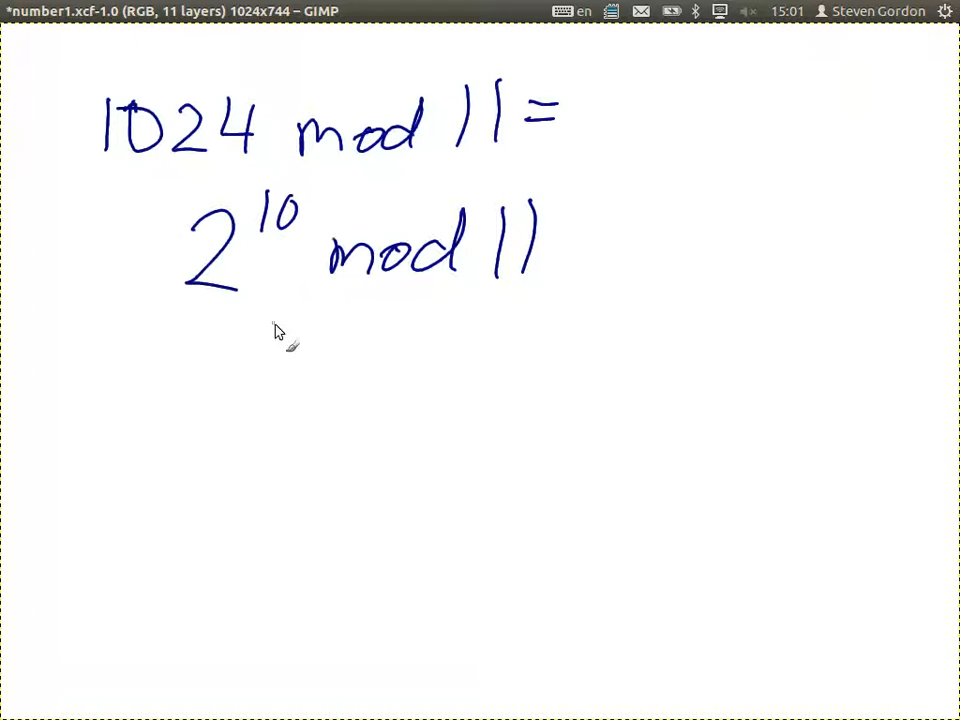 *number1.xcf-1.0 (RGB, 11 layers) 1024x744 – GIMP en 15:01 Steven Gordon
1024 mod 11 =
2^10 mod 11